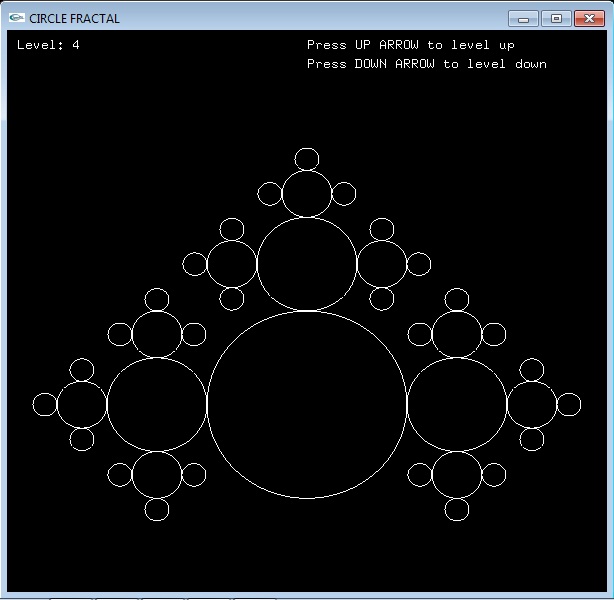 CIRCLE FRACTAL
Level: 4
Press UP ARROW to level up
Press DOWN ARROW to level down